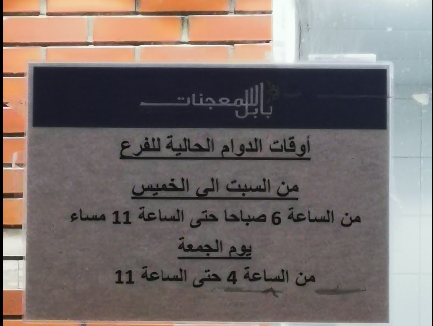 بابل للمعجنات
أوقات الدوام الحالية للفرع
من السبت الى الخميس
من الساعة 6 صباحا حتى الساعة 11 مساء
يوم الجمعة
من الساعة 4 حتى الساعة 11